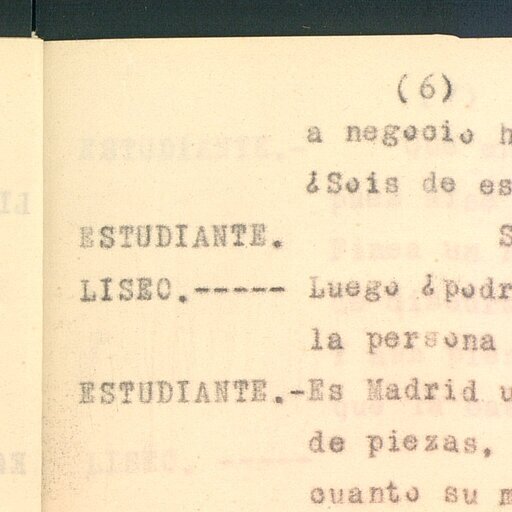 (6)
a negocio h
¿Sois de es
ESTUDIANTE. S
LISEO.----- Luego ¿podr
la persona
ESTUDIANTE.-Es Madrid u
de piezas,
cuanto su m